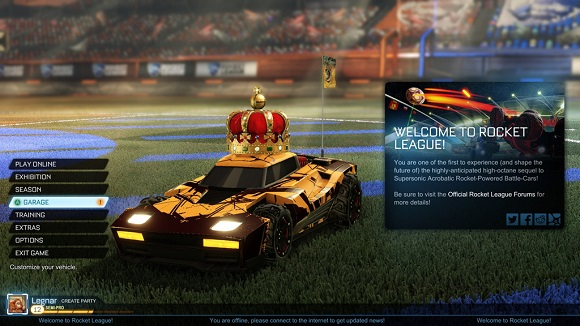 WELCOME TO ROCKET
LEAGUE!
You are one of the first to experience (and shape
the future of) the highly-anticipated high-octane sequel to
Supersonic Acrobatic Rocket-Powered Battle-Cars!
Be sure to visit the Official Rocket League Forums for
more details!
PLAY ONLINE
EXHIBITION
SEASON
GARAGE !
TRAINING
EXTRAS
OPTIONS
EXIT GAME
Customize your vehicle.
Legnar CREATE PARTY
12 SEMI-PRO
Welcome to Rocket League! You are offline, please connect to the internet to get updated news! Welcome to Rocket League!